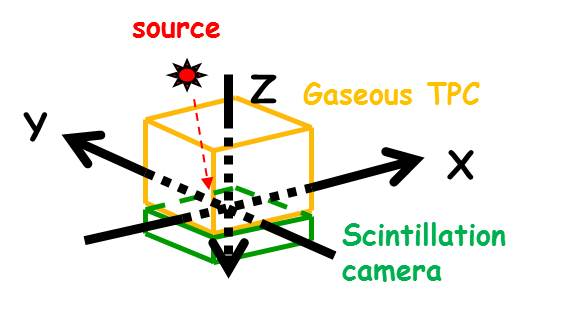 source
Z
Gaseous TPC
y
x
Scintillation
camera